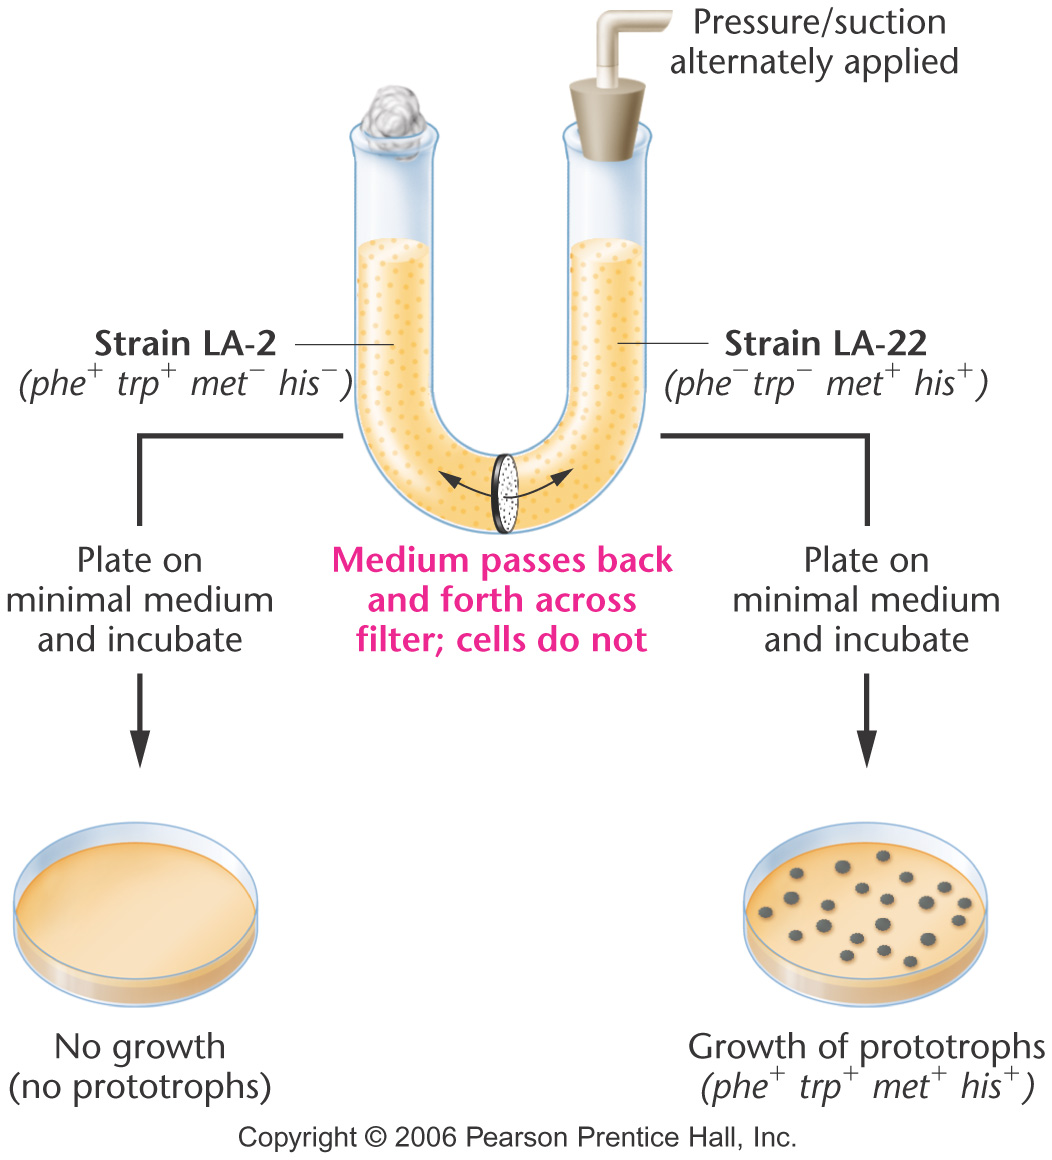 Pressure/suction
alternately applied
Strain LA-2
(phe⁺ trp⁺ met⁻ his⁻)
Strain LA-22
(phe⁻ trp⁻ met⁺ his⁺)
Plate on
minimal medium
and incubate
Medium passes back
and forth across
filter; cells do not
Plate on
minimal medium
and incubate
No growth
(no prototrophs)
Growth of prototrophs
(phe⁺ trp⁺ met⁺ his⁺)
Copyright © 2006 Pearson Prentice Hall, Inc.